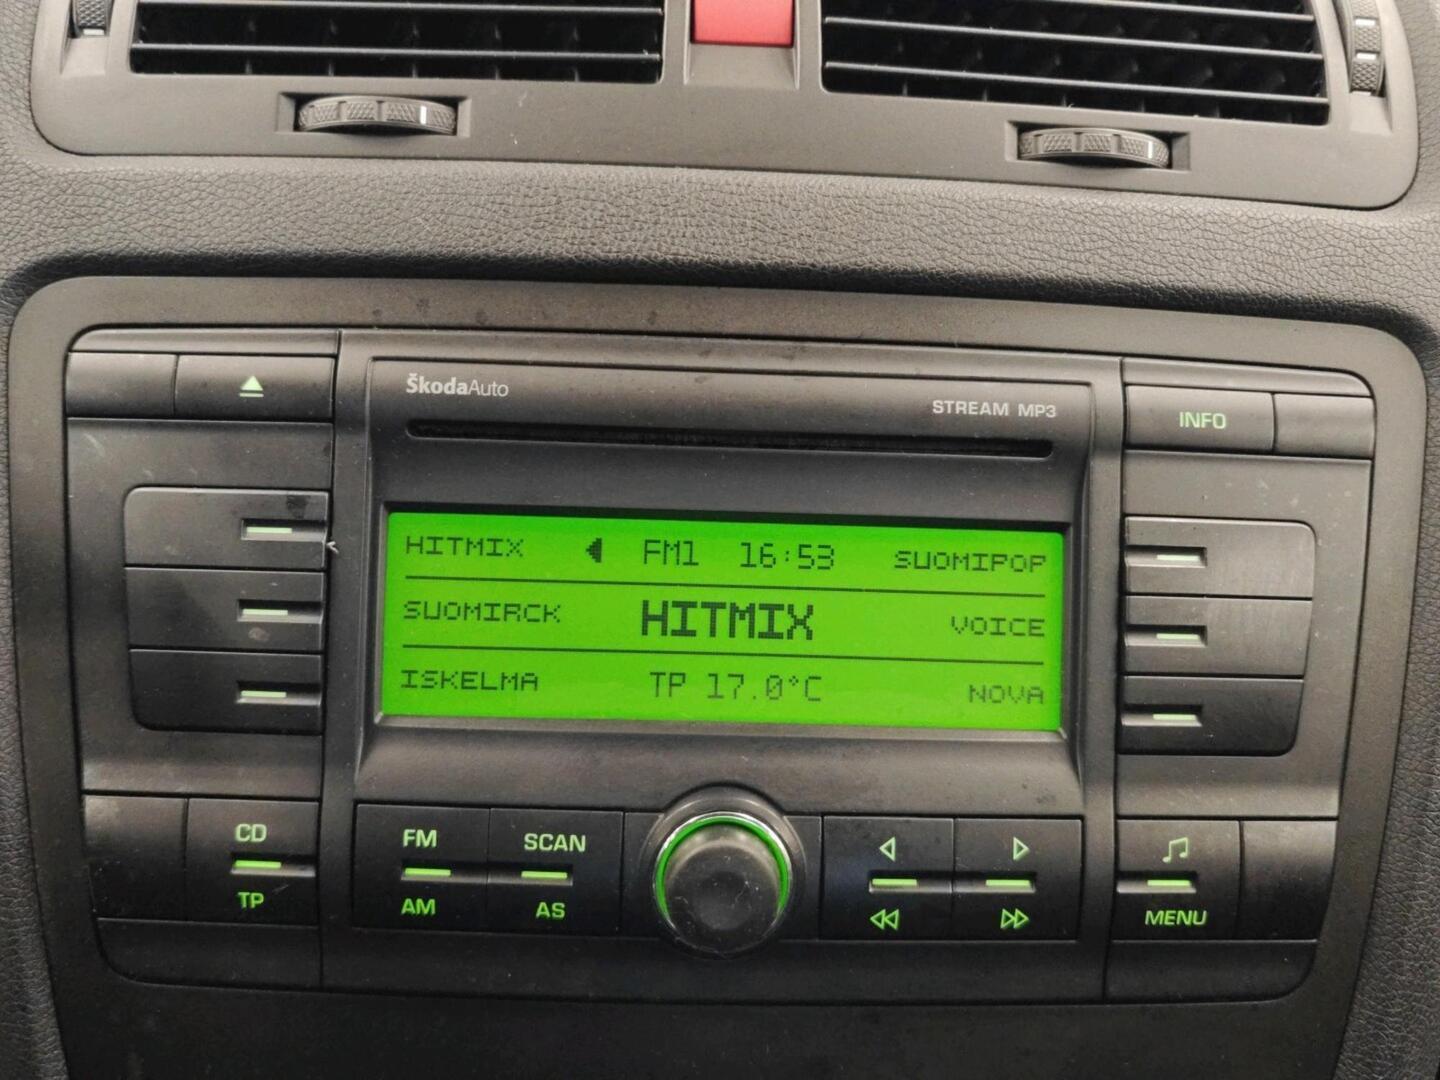 ŠkodaAuto
STREAM MP3
INFO
HITMIX FM1 16:53 SUOMIPOP
SUOMIRCK HITMIX VOICE
ISKELMA TP 17.0°C NOVA
CD FM SCAN
TP AM AS MENU